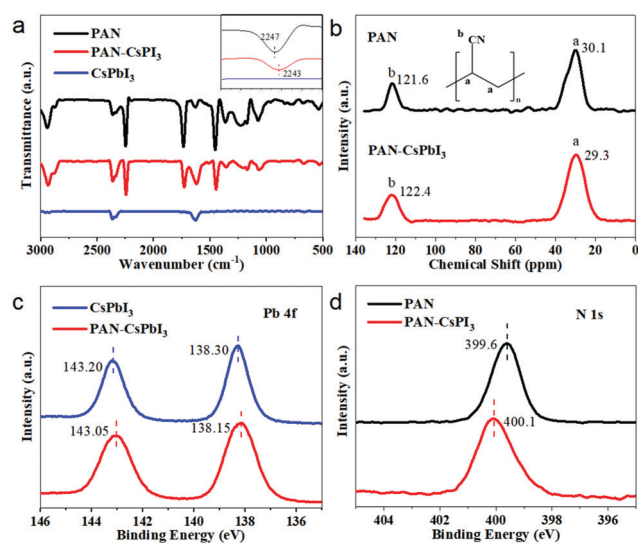 a
PAN
PAN-CsPI3
CsPbI3
2247
2243
Transmittance (a.u.)
3000 2500 2000 1500 1000 500
Wavenumber (cm-1)
b
PAN
b CN
a a n
b 121.6
a 30.1
PAN-CsPbI3
b 122.4
a 29.3
Intensity (a.u.)
140 120 100 80 60 40 20 0
Chemical Shift (ppm)
c
CsPbI3
PAN-CsPbI3
Pb 4f
143.20
138.30
143.05
138.15
Intensity (a.u.)
146 144 142 140 138 136
Binding Energy (eV)
d
PAN
PAN-CsPI3
N 1s
399.6
400.1
Intensity (a.u.)
404 402 400 398 396
Binding Energy (eV)